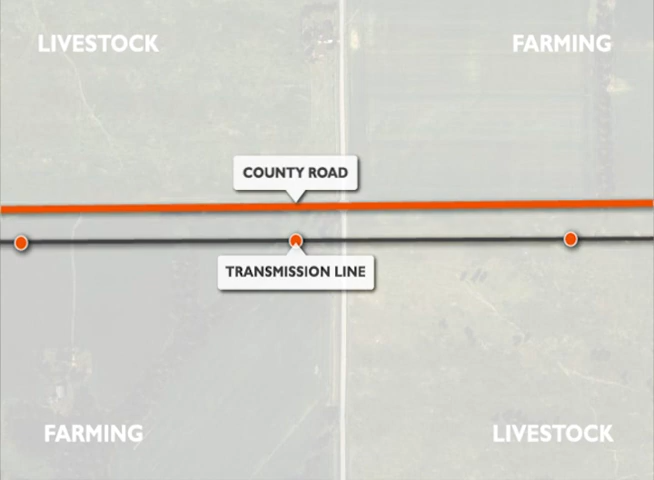 LIVESTOCK
FARMING
COUNTY ROAD
TRANSMISSION LINE
FARMING
LIVESTOCK